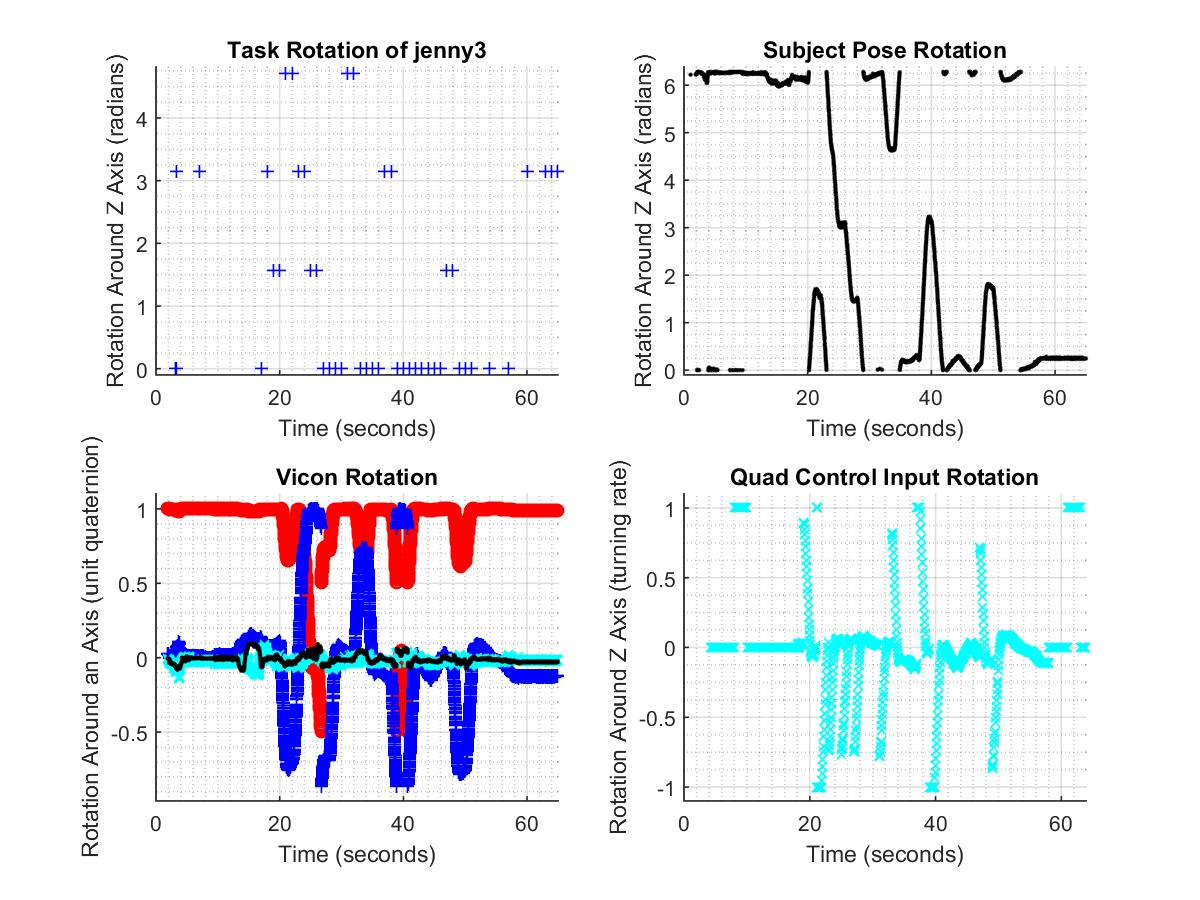 Task Rotation of jenny3
Rotation Around Z Axis (radians)
4
3
2
1
0
0 20 40 60
Time (seconds)
Subject Pose Rotation
Rotation Around Z Axis (radians)
6
5
4
3
2
1
0
0 20 40 60
Time (seconds)
Vicon Rotation
Rotation Around an Axis (unit quaternion)
1
0.5
0
-0.5
0 20 40 60
Time (seconds)
Quad Control Input Rotation
Rotation Around Z Axis (turning rate)
1
0.5
0
-0.5
-1
0 20 40 60
Time (seconds)